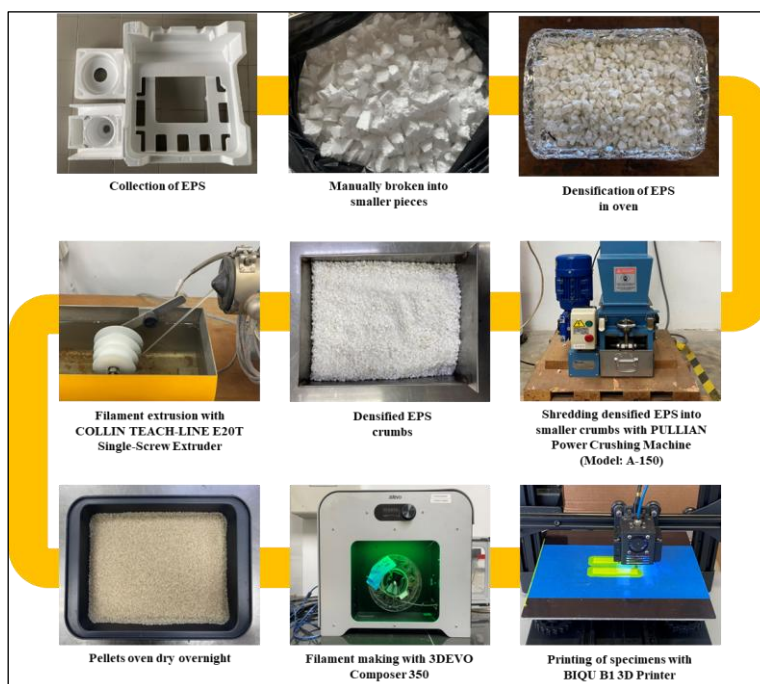 Collection of EPS
Manually broken into
smaller pieces
Densification of EPS
in oven
Filament extrusion with
COLLIN TEACH-LINE E20T
Single-Screw Extruder
Densified EPS
crumbs
Shredding densified EPS into
smaller crumbs with PULLIAN
Power Crushing Machine
(Model: A-150)
Pellets oven dry overnight
Filament making with 3DEVO
Composer 350
Printing of specimens with
BIQU B1 3D Printer